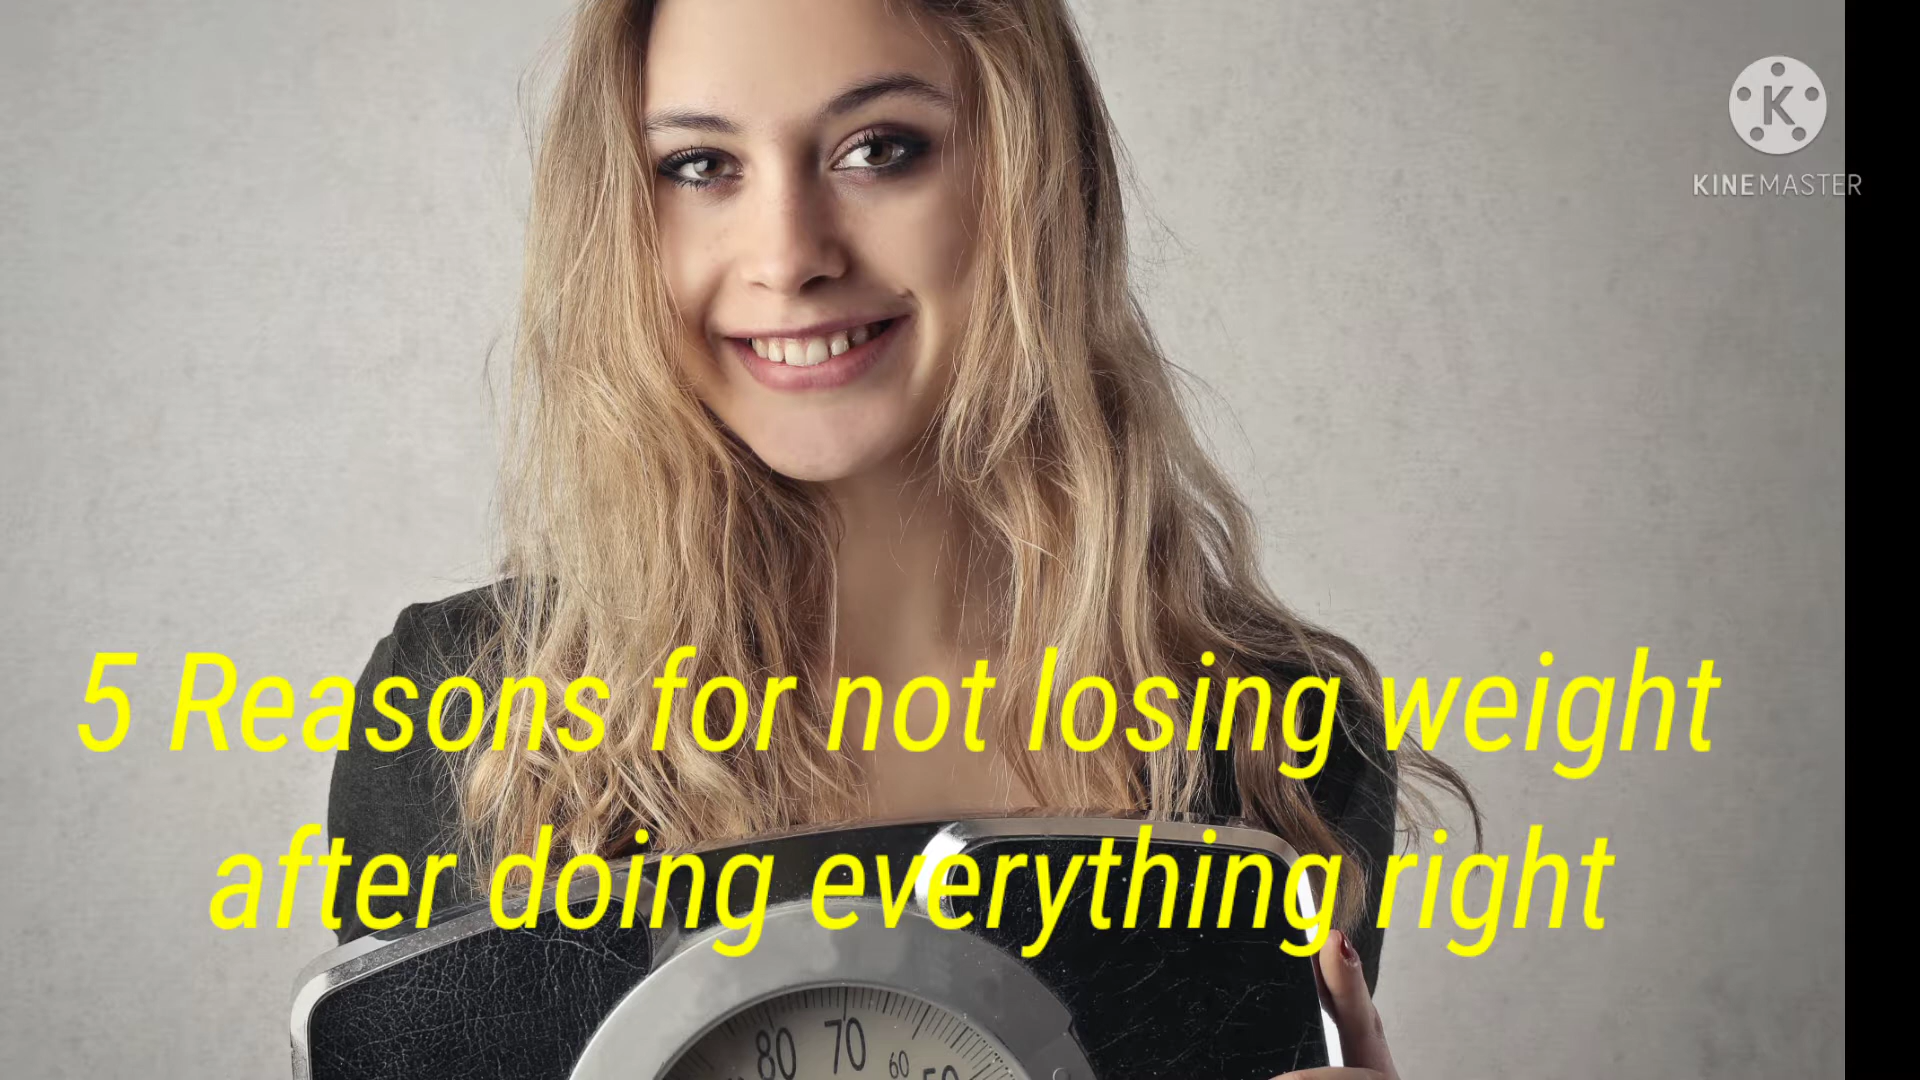 K
KINEMASTER
5 Reasons for not losing weight
after doing everything right
80 70 60